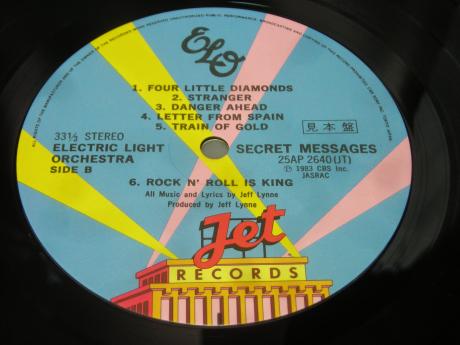 ELO
1. FOUR LITTLE DIAMONDS
2. STRANGER
3. DANGER AHEAD
4. LETTER FROM SPAIN
5. TRAIN OF GOLD
33⅓ STEREO
見本盤
ELECTRIC LIGHT ORCHESTRA
SIDE B
SECRET MESSAGES
25AP 2640(JT)
Ⓟ 1983 CBS Inc.
JASRAC
6. ROCK N' ROLL IS KING
All Music and Lyrics by Jeff Lynne
Produced by Jeff Lynne
Jet
RECORDS